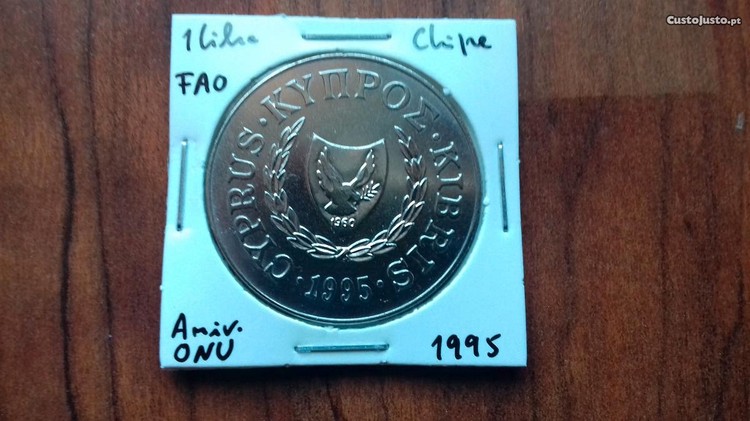 CustoJusto.pt
1 Libra
Chipre
FAO
CYPRUS · ΚΥΠΡΟΣ · KIBRIS
1960
· 1995 ·
Aniv.
ONU
1995